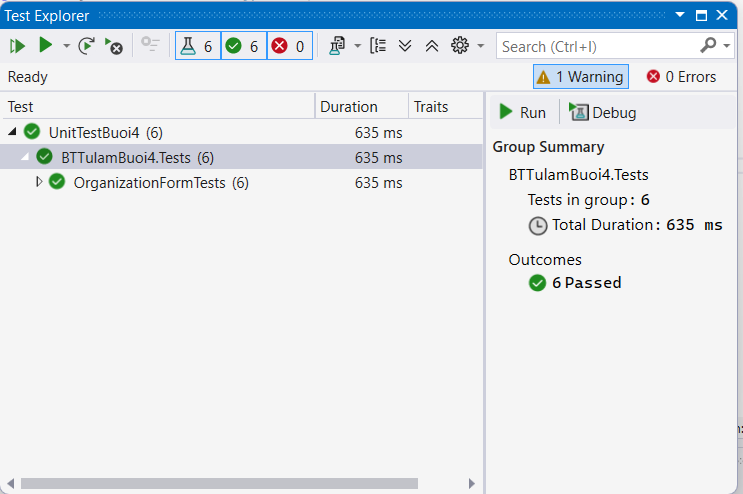 Test Explorer
6 6 0
Search (Ctrl+I)
Ready
1 Warning
0 Errors
Test Duration Traits
UnitTestBuoi4 (6) 635 ms
BTTulamBuoi4.Tests (6) 635 ms
OrganizationFormTests (6) 635 ms
Run Debug
Group Summary
BTTulamBuoi4.Tests
Tests in group: 6
Total Duration: 635 ms
Outcomes
6 Passed